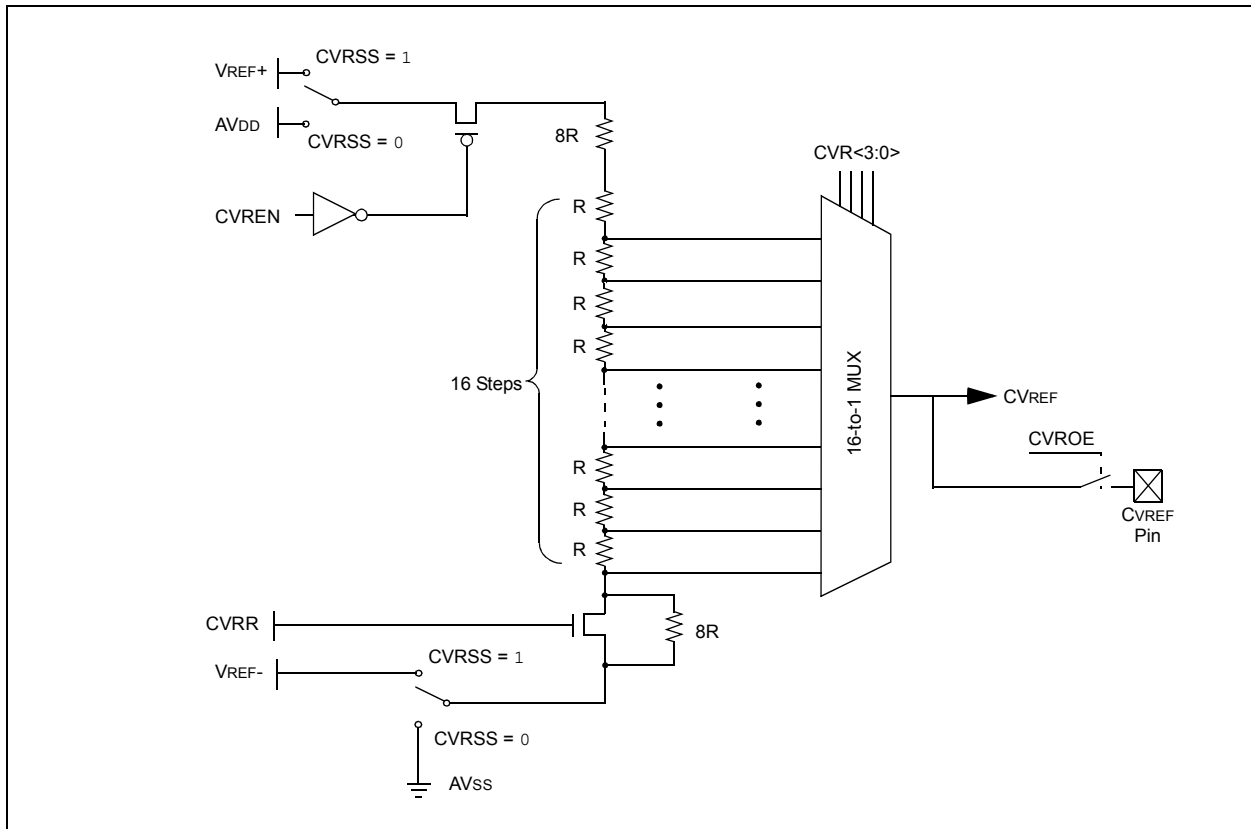 CVRSS = 1
VREF+
AVDD
CVRSS = 0
8R
CVR<3:0>
CVREN
R
R
R
R
16 Steps
16-to-1 MUX
CVREF
CVROE
R
R
R
CVREF
Pin
CVRR
8R
CVRSS = 1
VREF-
CVRSS = 0
AVSS